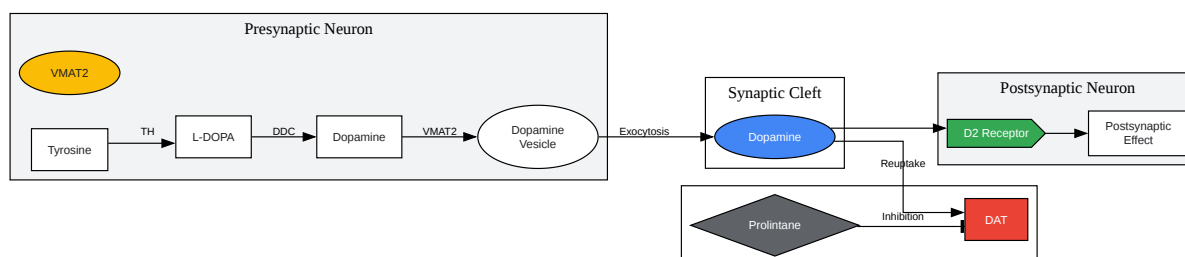 Presynaptic Neuron
VMAT2
Tyrosine
TH
L-DOPA
DDC
Dopamine
VMAT2
Dopamine
Vesicle
Exocytosis
Synaptic Cleft
Dopamine
Reuptake
Postsynaptic Neuron
D2 Receptor
Postsynaptic
Effect
Prolintane
Inhibition
DAT